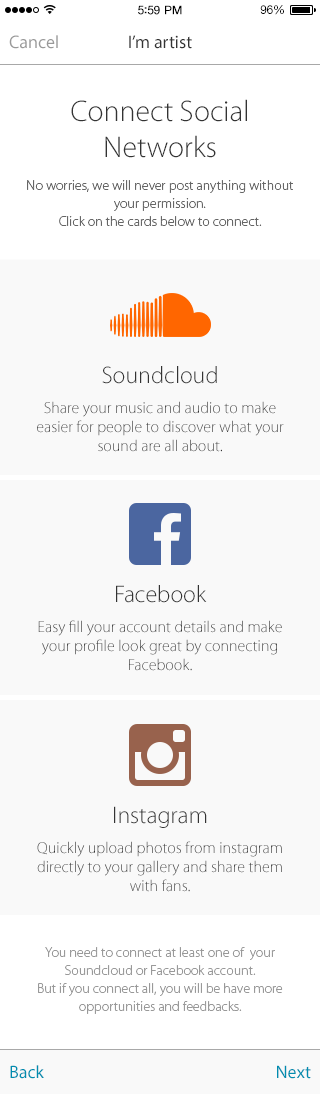 5:59 PM 96%
Cancel I'm artist
Connect Social
Networks
No worries, we will never post anything without
your permission.
Click on the cards below to connect.
Soundcloud
Share your music and audio to make
easier for people to discover what your
sound are all about.
Facebook
Easy fill your account details and make
your profile look great by connecting
Facebook.
Instagram
Quickly upload photos from instagram
directly to your gallery and share them
with fans.
You need to connect at least one of your
Soundcloud or Facebook account.
But if you connect all, you will be have more
opportunities and feedbacks.
Back Next